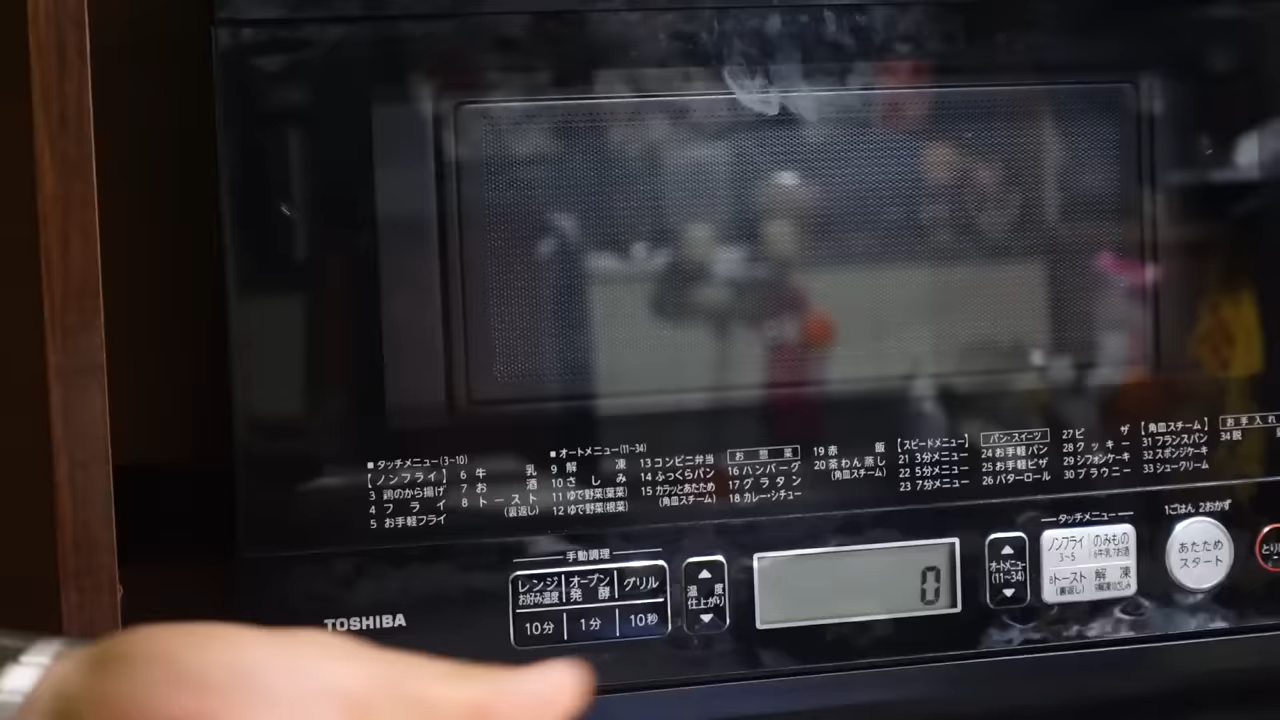 ■タッチメニュー(3~10)
【ノンフライ】
3 鶏のから揚げ
4 フライ
5 お手軽フライ
6 牛乳
7 お酒
8 トースト
(裏返し)
■オートメニュー(11~34)
9 解凍
10 さしみ
11 ゆで野菜(葉菜)
12 ゆで野菜(根菜)
13 コンビニ弁当
14 ふっくらパン
15 カラッとあたため
(角皿スチーム)
お惣菜
16 ハンバーグ
17 グラタン
18 カレー・シチュー
19 赤飯
20 茶わん蒸し
(角皿スチーム)
【スピードメニュー】
21 3分メニュー
22 5分メニュー
23 7分メニュー
パン・スイーツ
24 お手軽パン
25 お手軽ピザ
26 バターロール
27 ピザ
28 クッキー
29 シフォンケーキ
30 ブラウニー
【角皿スチーム】
31 フランスパン
32 スポンジケーキ
33 シュークリーム
お手入れ
34 脱
手動調理
レンジ
お好み温度
オーブン
発酵
グリル
10分
1分
10秒
温度
仕上がり
0
オートメニュー
(11~34)
タッチメニュー
ノンフライ
3~5
のみもの
6牛乳 7お酒
8トースト
(裏返し)
解凍
1ごはん 2おかず
あたため
スタート
TOSHIBA